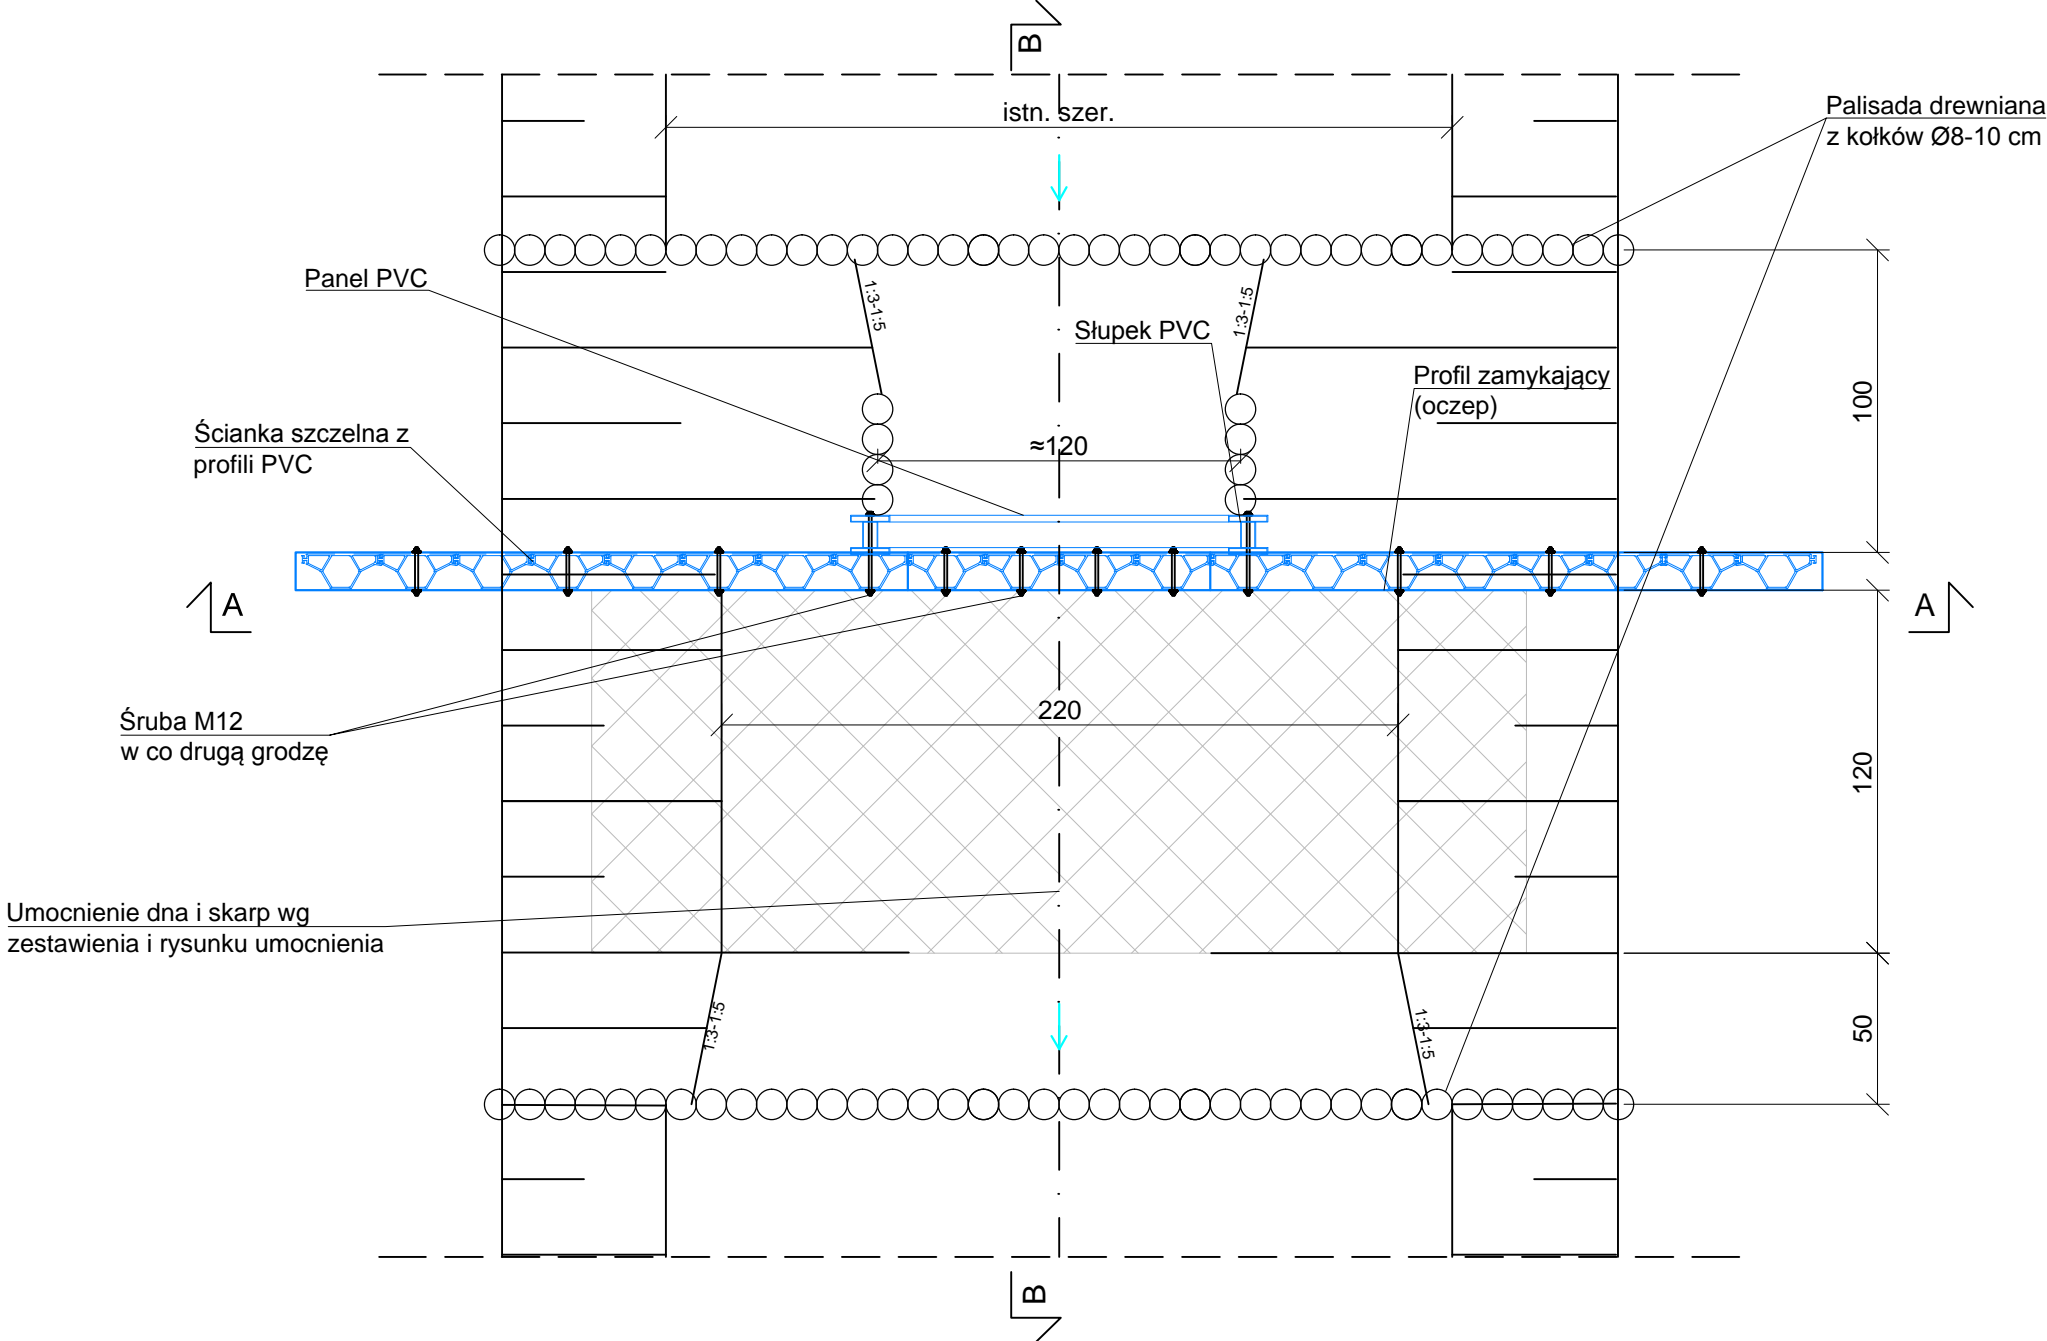 B
istn. szer.
Palisada drewniana
z kołków Ø8-10 cm
Panel PVC
1:3-1:5
1:3-1:5
Słupek PVC
Profil zamykający
(oczep)
100
Ścianka szczelna z
profili PVC
≈120
A
A
Śruba M12
w co drugą grodzę
220
120
Umocnienie dna i skarp wg
zestawienia i rysunku umocnienia
1:3-1:5
1:3-1:5
50
B